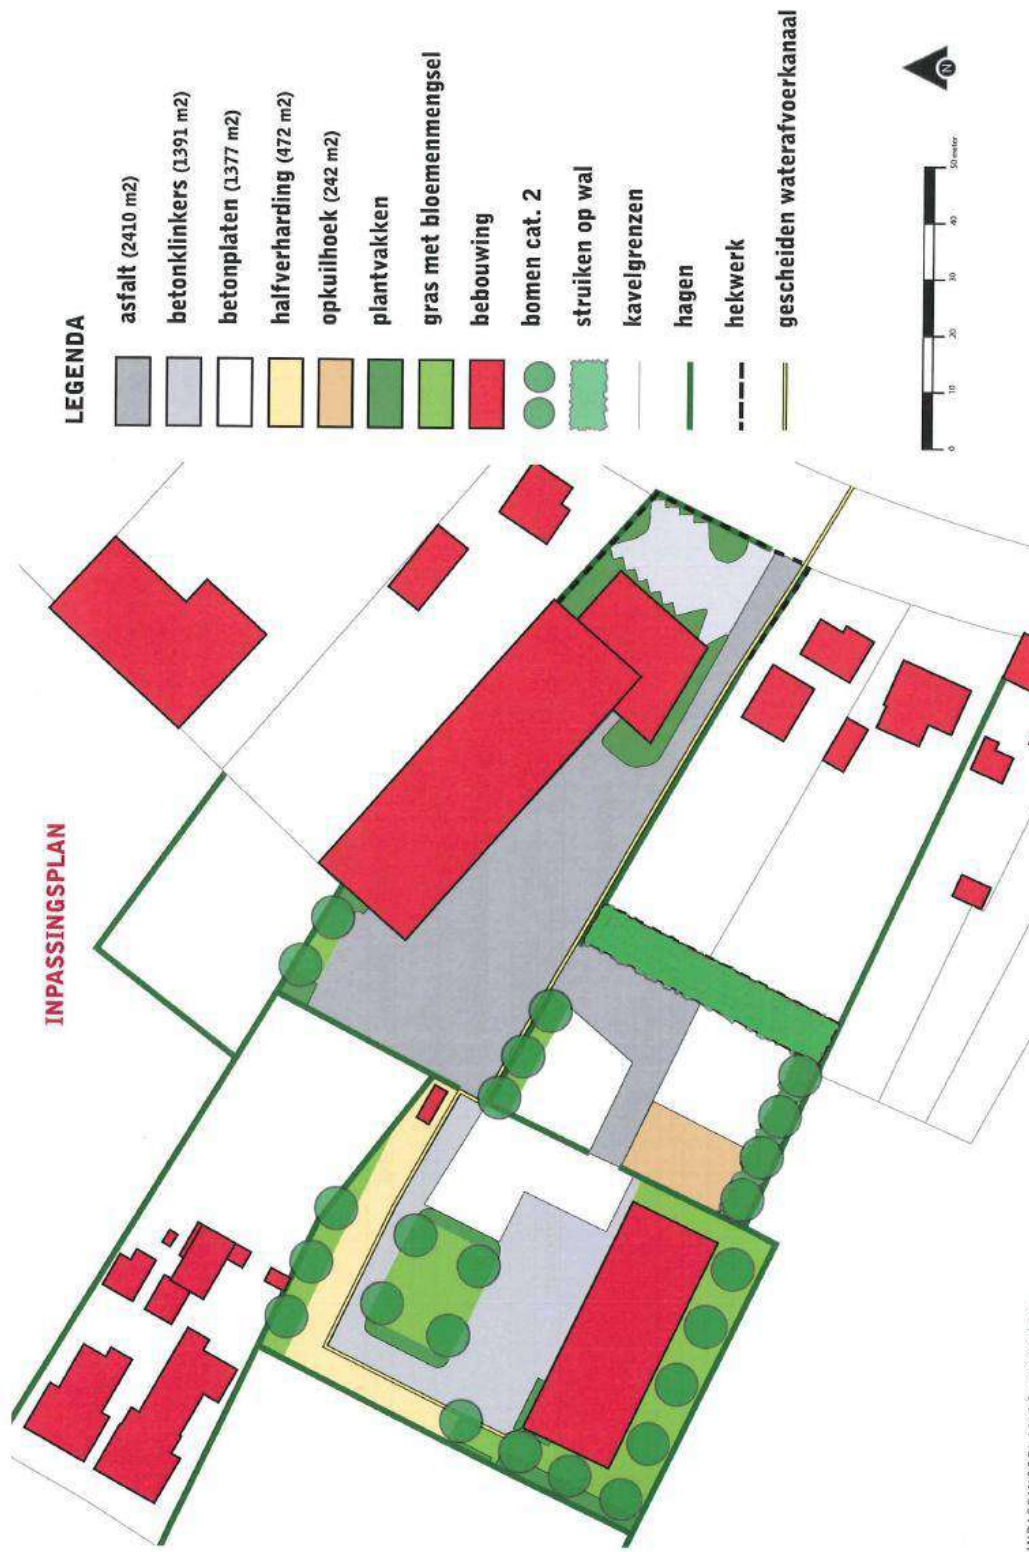 INPASSINGSPLAN
LEGENDA
asfalt (2410 m2)
betonklinkers (1391 m2)
betonplaten (1377 m2)
halfverharding (472 m2)
opkuilhoek (242 m2)
plantvakken
gras met bloemenmengsel
bebouwing
bomen cat. 2
struiken op wal
kavelgrenzen
hagen
hekwerk
gescheiden waterafvoerkanaal
0 10 20 30 40 50 meter
N